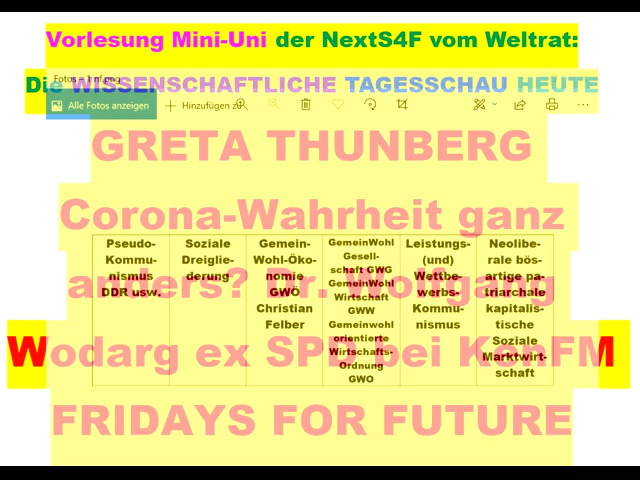 Vorlesung Mini-Uni der NextS4F vom Weltrat:
Die WISSENSCHAFTLICHE TAGESSCHAU HEUTE
Fotos
Alle Fotos anzeigen
Hinzufügen zu
GRETA THUNBERG
Corona-Wahrheit ganz
anders? Dr. Wolfgang
Wodarg ex SPD bei KenFM
FRIDAYS FOR FUTURE
Pseudo-
Kommu-
nismus
DDR usw.
Soziale
Dreiglie-
derung
Gemein-
Wohl-Öko-
nomie
GWÖ
Christian
Felber
GemeinWohl
Gesell-
schaft GWG
GemeinWohl
Wirtschaft
GWW
Gemeinwohl
orientierte
Wirtschafts-
Ordnung
GWO
Leistungs-
(und)
Wettbe-
werbs-
Kommu-
nismus
Neolibe-
rale bös-
artige pa-
triarchale
kapitalis-
tische
Soziale
Marktwirt-
schaft